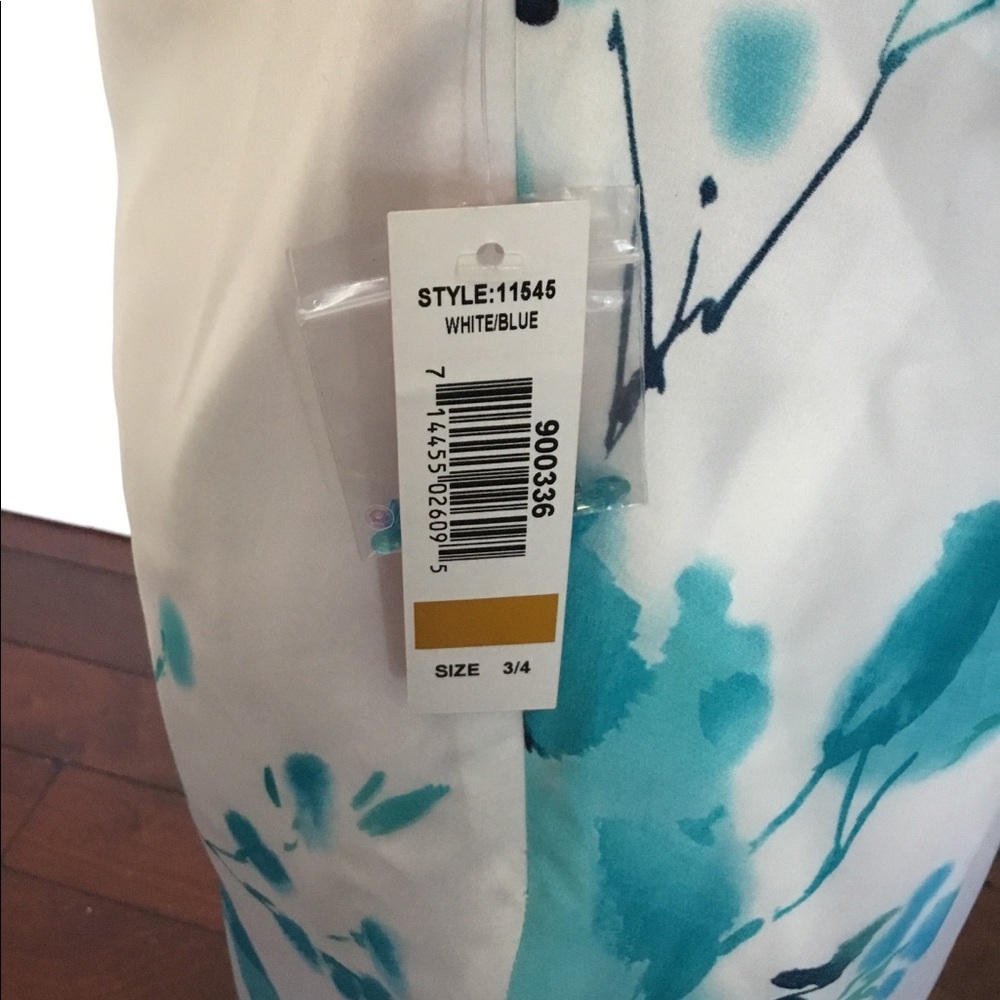 STYLE:11545
WHITE/BLUE
7 14455 02609 5
900336
SIZE 3/4